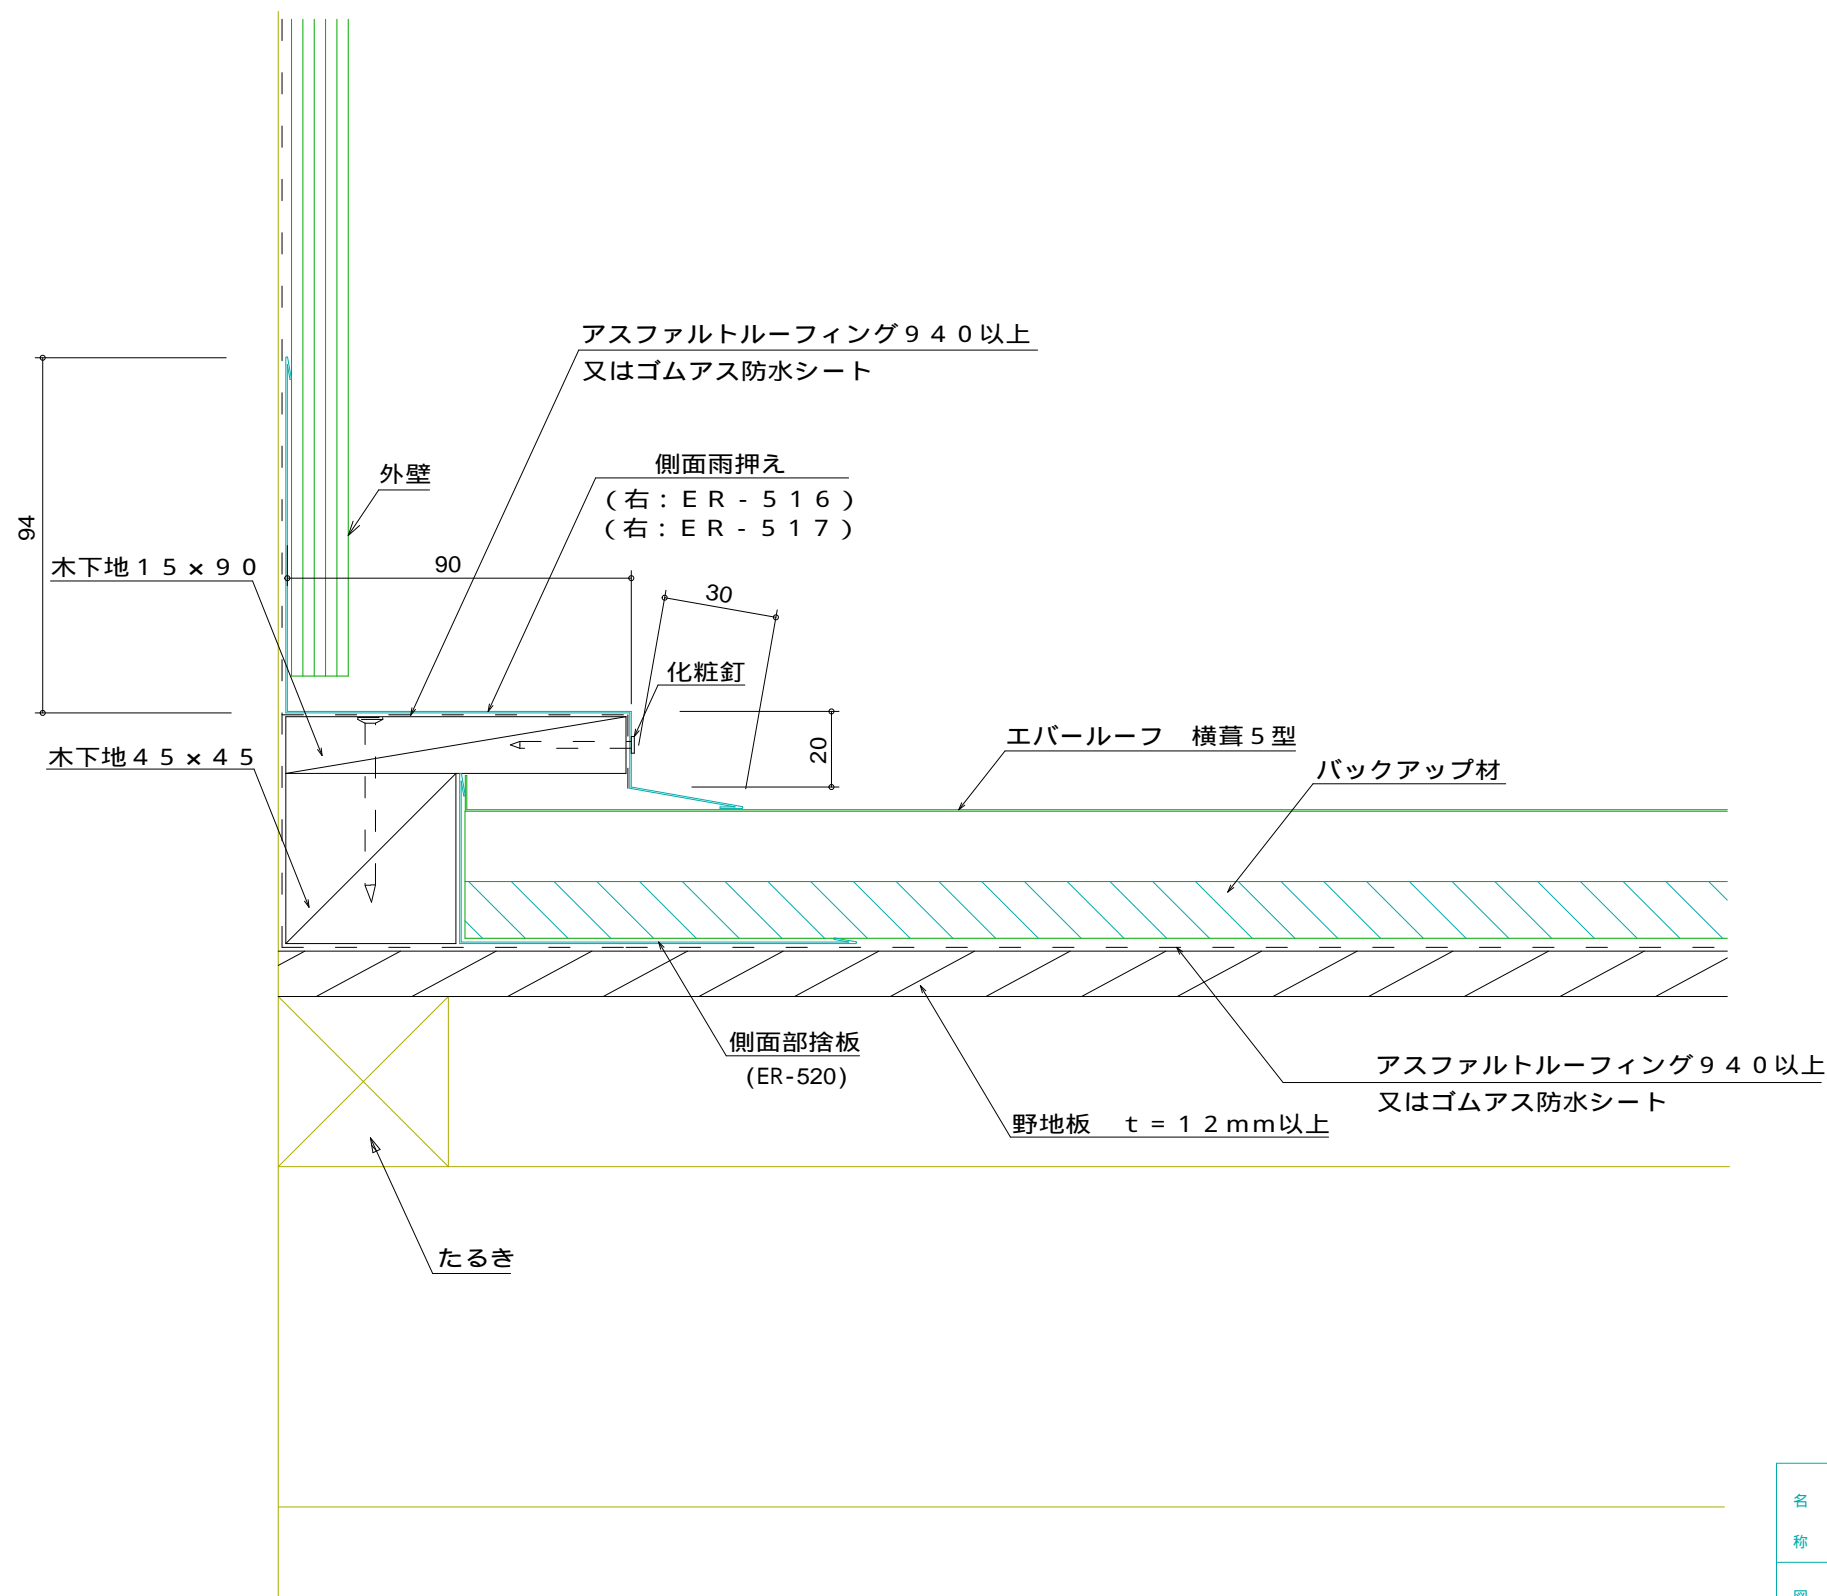 アスファルトルーフィング９４０以上
又はゴムアス防水シート
側面雨押え
（右：ＥＲ‐５１６）
（右：ＥＲ‐５１７）
外壁
94
木下地１５×９０
90
30
化粧釘
木下地４５×４５
20
エバールーフ　横葺５型
バックアップ材
側面部捨板
(ER-520)
アスファルトルーフィング９４０以上
又はゴムアス防水シート
野地板　ｔ＝１２mm以上
たるき
名
称